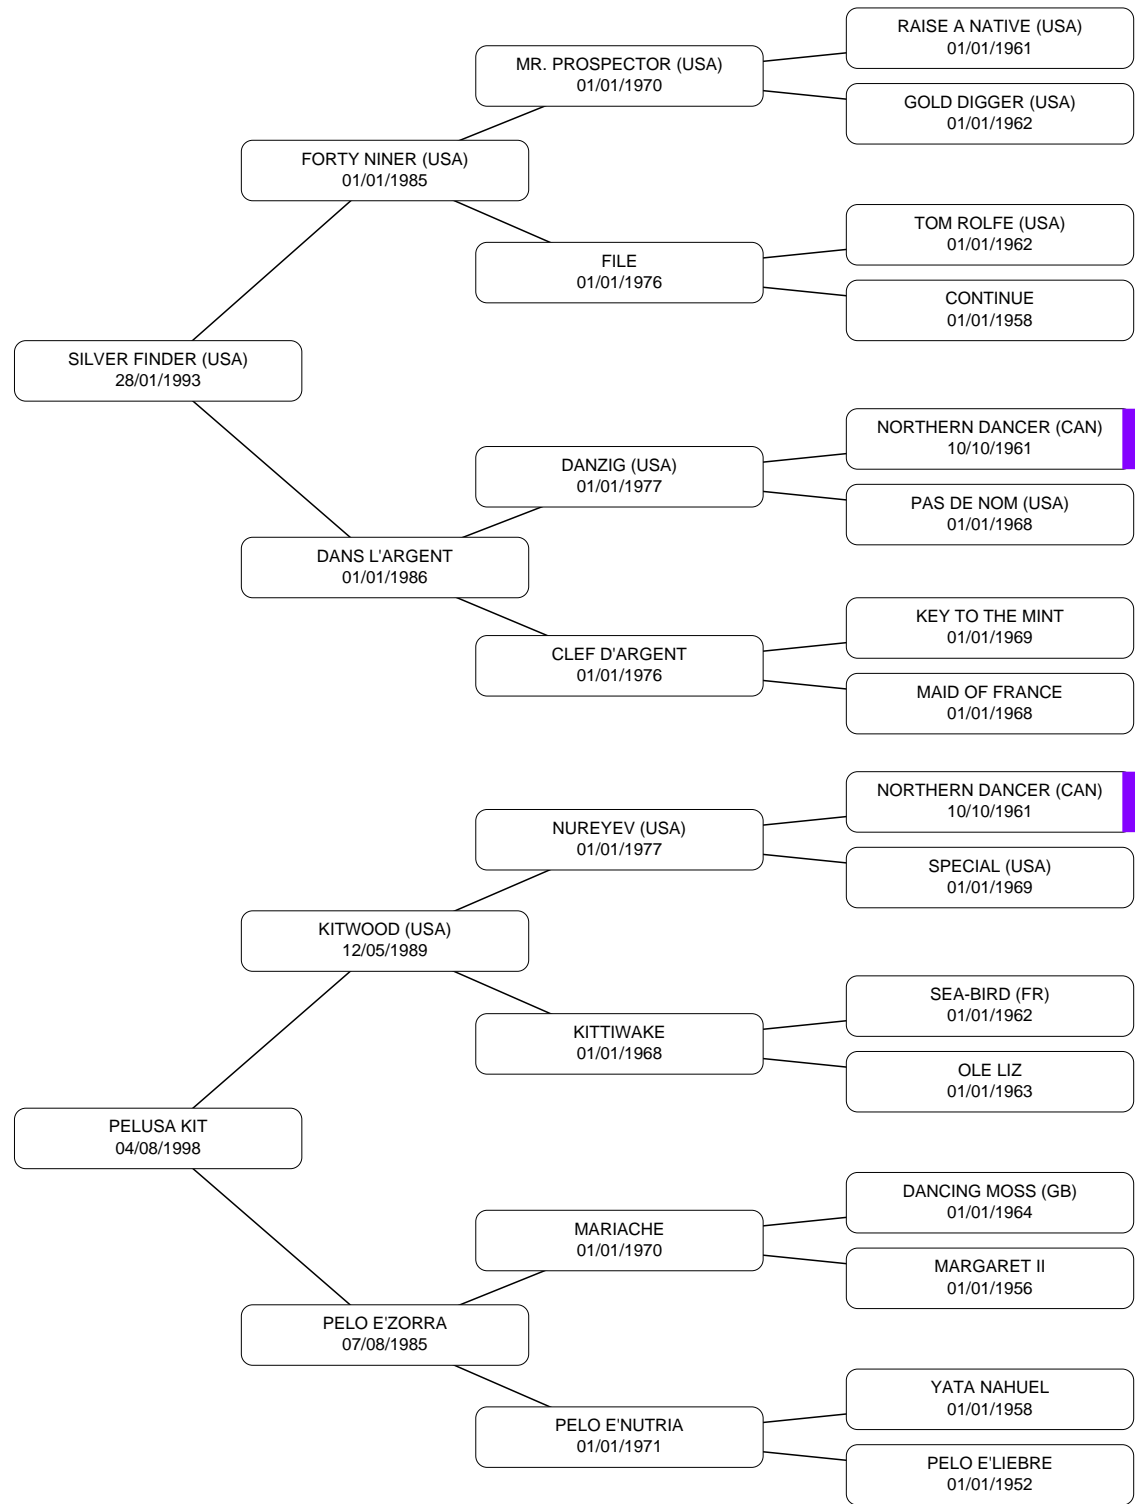 RAISE A NATIVE (USA)
01/01/1961
MR. PROSPECTOR (USA)
01/01/1970
GOLD DIGGER (USA)
01/01/1962
FORTY NINER (USA)
01/01/1985
TOM ROLFE (USA)
01/01/1962
FILE
01/01/1976
CONTINUE
01/01/1958
SILVER FINDER (USA)
28/01/1993
NORTHERN DANCER (CAN)
10/10/1961
DANZIG (USA)
01/01/1977
PAS DE NOM (USA)
01/01/1968
DANS L'ARGENT
01/01/1986
KEY TO THE MINT
01/01/1969
CLEF D'ARGENT
01/01/1976
MAID OF FRANCE
01/01/1968
NORTHERN DANCER (CAN)
10/10/1961
NUREYEV (USA)
01/01/1977
SPECIAL (USA)
01/01/1969
KITWOOD (USA)
12/05/1989
SEA-BIRD (FR)
01/01/1962
KITTIWAKE
01/01/1968
OLE LIZ
01/01/1963
PELUSA KIT
04/08/1998
DANCING MOSS (GB)
01/01/1964
MARIACHE
01/01/1970
MARGARET II
01/01/1956
PELO E'ZORRA
07/08/1985
YATA NAHUEL
01/01/1958
PELO E'NUTRIA
01/01/1971
PELO E'LIEBRE
01/01/1952